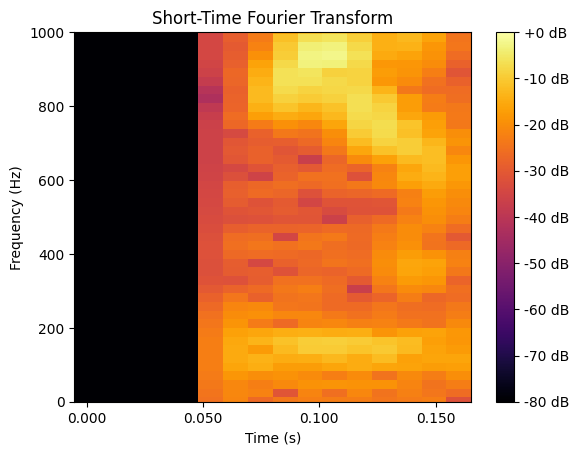 Short-Time Fourier Transform
1000
800
600
400
200
0
Frequency (Hz)
0.000
0.050
0.100
0.150
Time (s)
+0 dB
-10 dB
-20 dB
-30 dB
-40 dB
-50 dB
-60 dB
-70 dB
-80 dB